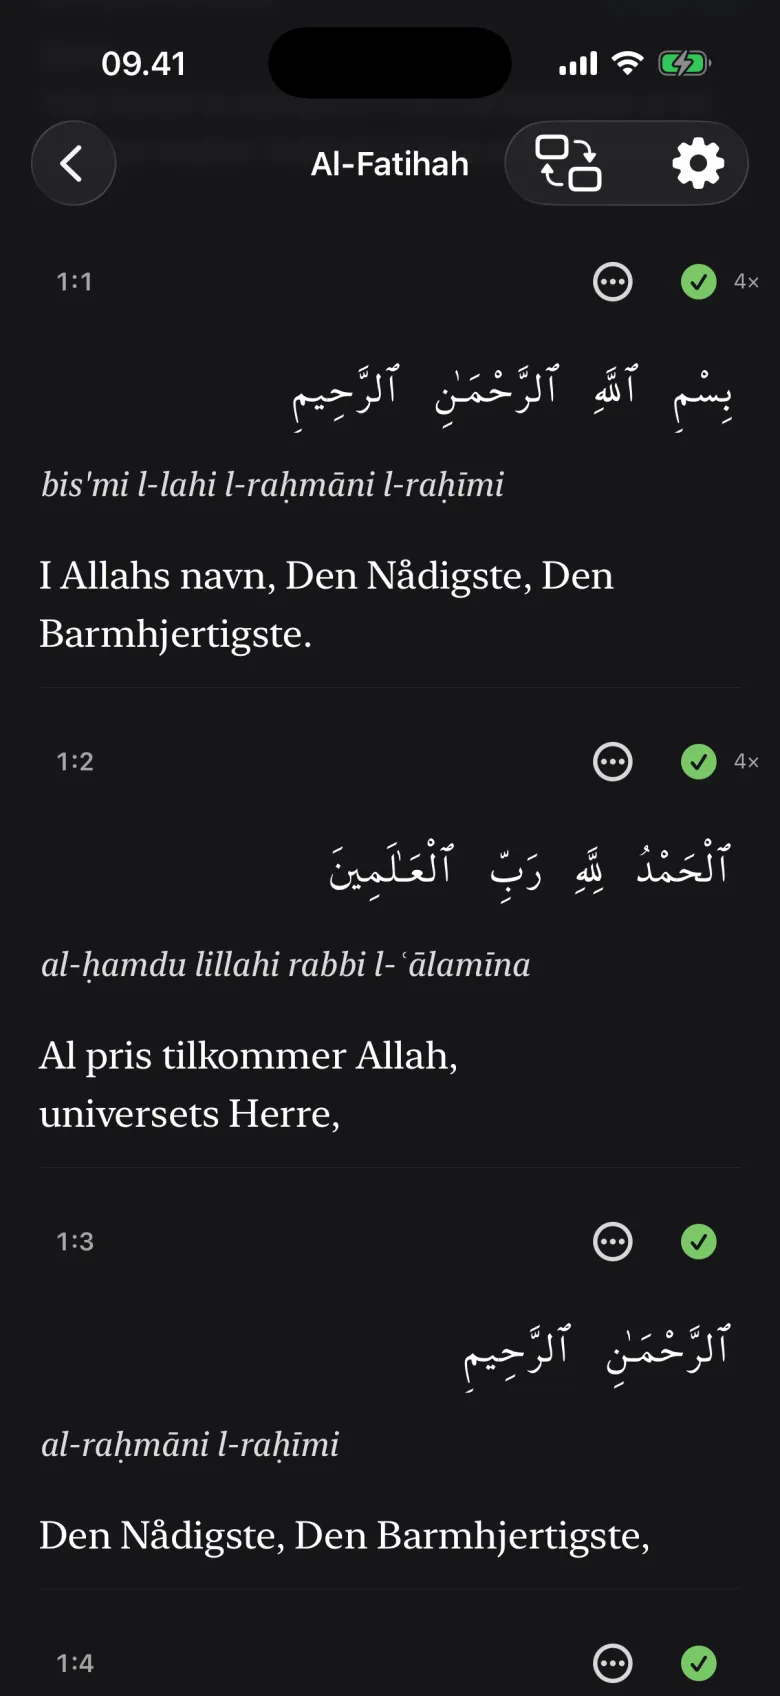 09.41
Al-Fatihah
1:1
4×
بِسْمِ ٱللَّهِ ٱلرَّحْمَـٰنِ ٱلرَّحِيمِ
bis'mi l-lahi l-raḥmāni l-raḥīmi
I Allahs navn, Den Nådigste, Den
Barmhjertigste.
1:2
4×
ٱلْحَمْدُ لِلَّهِ رَبِّ ٱلْعَـٰلَمِينَ
al-ḥamdu lillahi rabbi l-ʿālamīna
Al pris tilkommer Allah,
universets Herre,
1:3
ٱلرَّحْمَـٰنِ ٱلرَّحِيمِ
al-raḥmāni l-raḥīmi
Den Nådigste, Den Barmhjertigste,
1:4